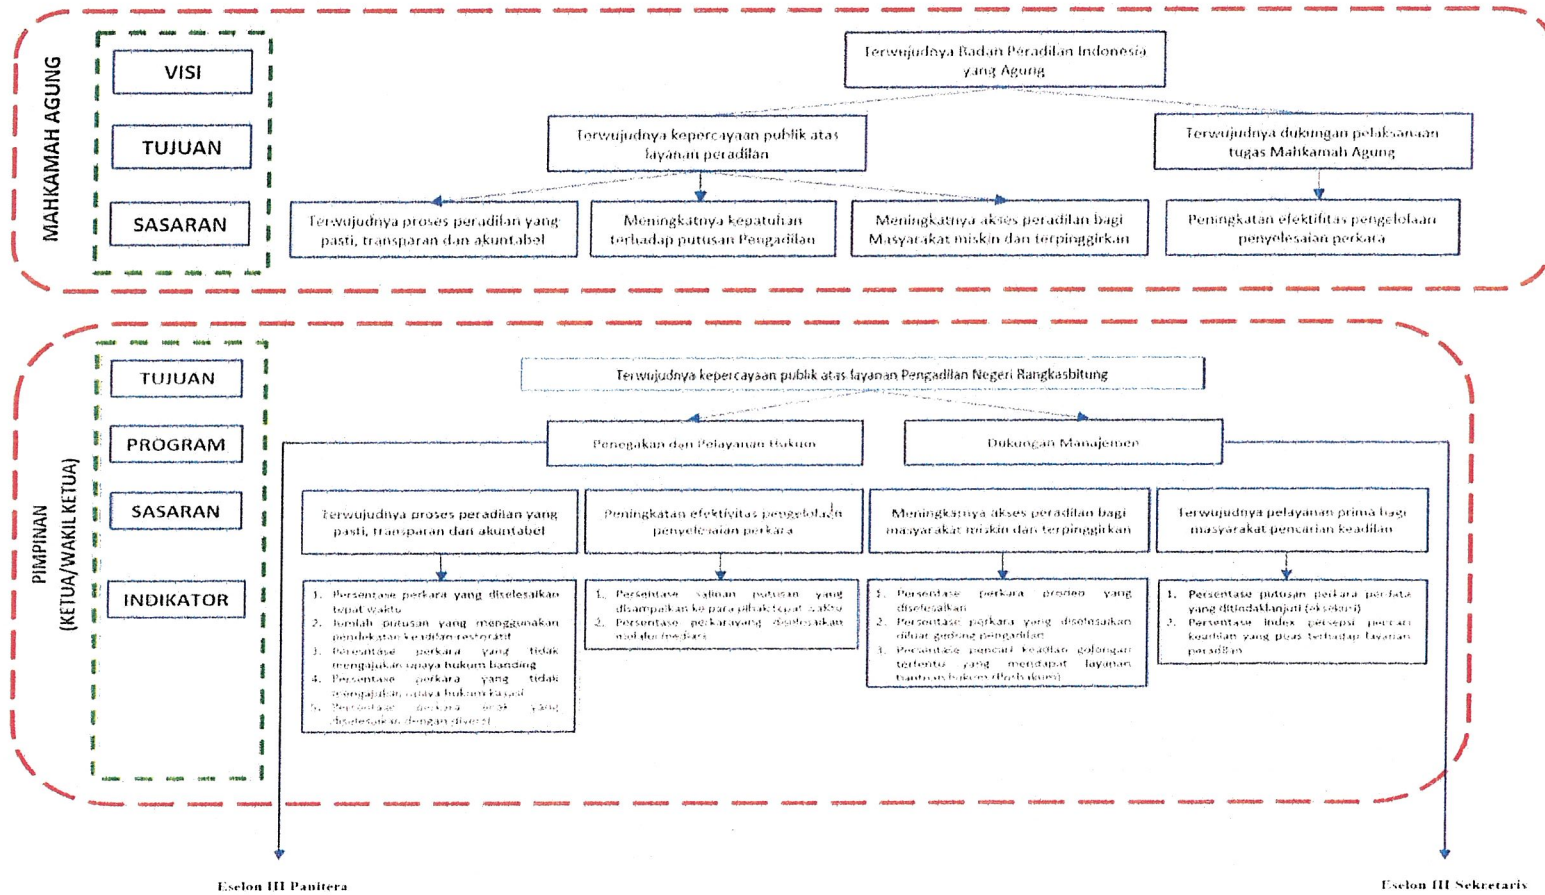 MAHKAMAH AGUNG
VISI
TUJUAN
SASARAN
Terwujudnya Badan Peradilan Indonesia
yang Agung
Terwujudnya kepercayaan publik atas
layanan peradilan
Terwujudnya dukungan pelaksanaan
tugas Mahkamah Agung
Terwujudnya proses peradilan yang
pasti, transparan dan akuntabel
Meningkatnya kepatuhan
terhadap putusan Pengadilan
Meningkatnya akses peradilan bagi
Masyarakat miskin dan terpinggirkan
Peningkatan efektifitas pengelolaan
penyelesaian perkara
PIMPINAN
(KETUA/WAKIL KETUA)
TUJUAN
PROGRAM
SASARAN
INDIKATOR
Terwujudnya kepercayaan publik atas layanan Pengadilan Negeri Rangkasbitung
Penegakan dan Pelayanan Hukum
Dukungan Manajemen
Terwujudnya proses peradilan yang
pasti, transparan dan akuntabel
Peningkatan efektivitas pengelolaan
penyelesaian perkara
Meningkatnya akses peradilan bagi
masyarakat miskin dan terpinggirkan
Terwujudnya pelayanan prima bagi
masyarakat pencarian keadilan
1. Persentase perkara yang diselesaikan
tepat waktu
2. Jumlah putusan yang menggunakan
pendekatan keadilan restoratif
3. Persentase perkara yang tidak
mengajukan upaya hukum banding
4. Persentase perkara yang tidak
mengajukan upaya hukum kasasi
5. Persentase perkara anak yang
diselesaikan dengan diversi
1. Persentase salinan putusan yang
disampaikan ke para pihak tepat waktu
2. Persentase perkarayang diselesaikan
melalui mediasi
1. Persentase perkara prodeo yang
diselesaikan
2. Persentase perkara yang diselesaikan
diluar gedung pengadilan
3. Persentase pencari keadilan golongan
tertentu yang mendapat layanan
bantuan hukum (Posbakum)
1. Persentase putusan perkara perdata
yang ditindaklanjuti (eksekusi)
2. Persentase Index persepsi pencari
keadilan yang puas terhadap layanan
peradilan
Eselon III Panitera
Eselon III Sekretaris